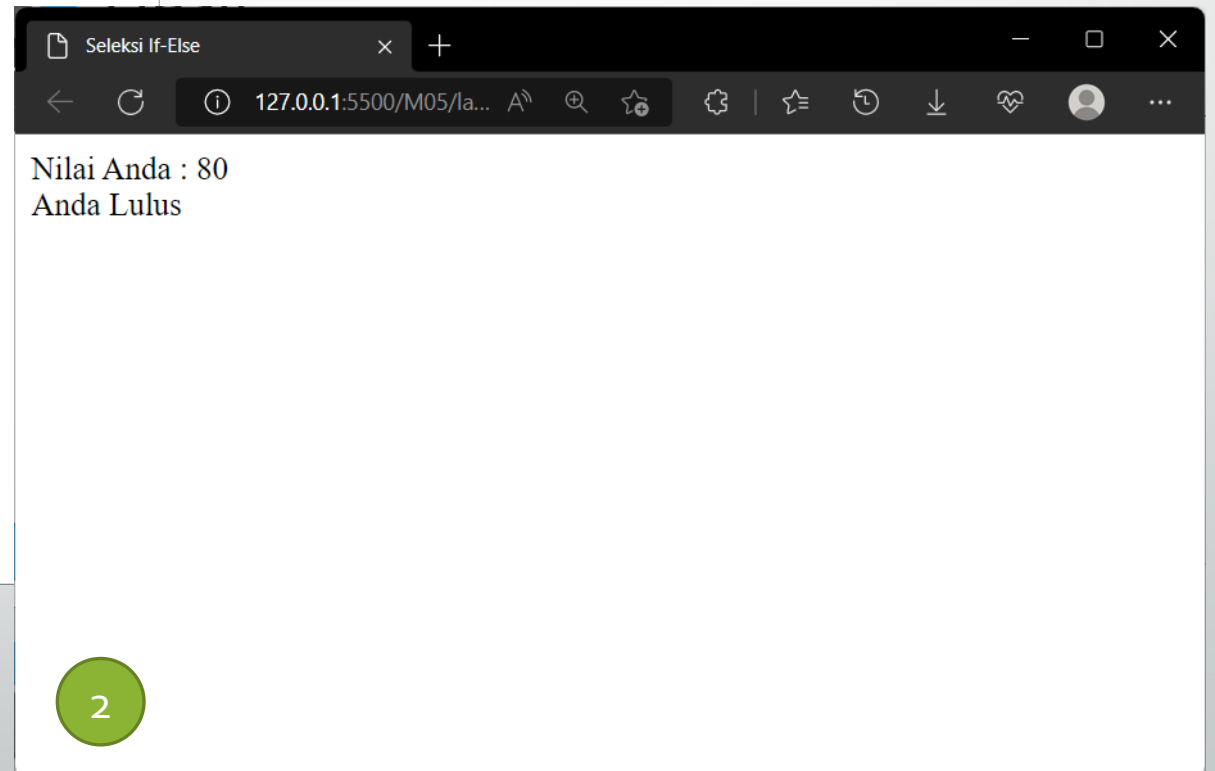 Seleksi If-Else
127.0.0.1:5500/M05/la...
Nilai Anda : 80
Anda Lulus
2